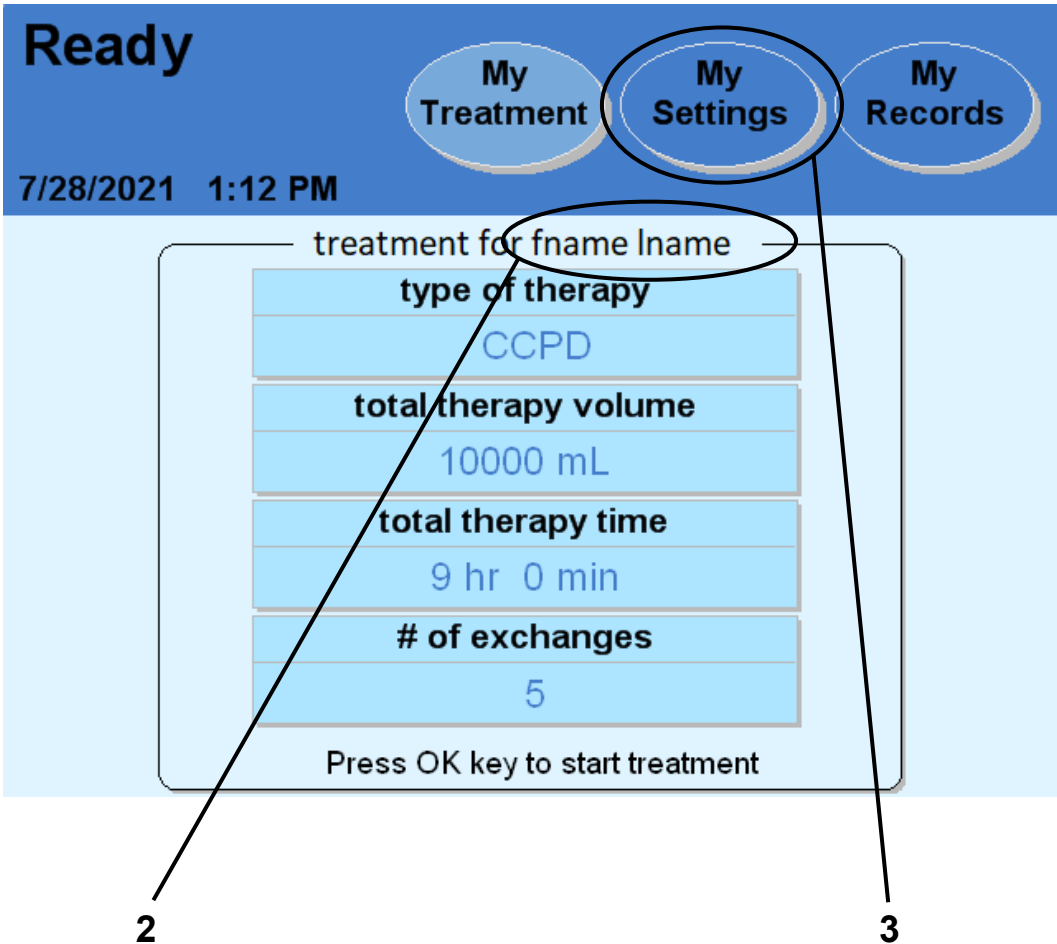 Ready
My Treatment
My Settings
My Records
7/28/2021 1:12 PM
treatment for fname lname
type of therapy
CCPD
total therapy volume
10000 mL
total therapy time
9 hr 0 min
# of exchanges
5
Press OK key to start treatment
2
3